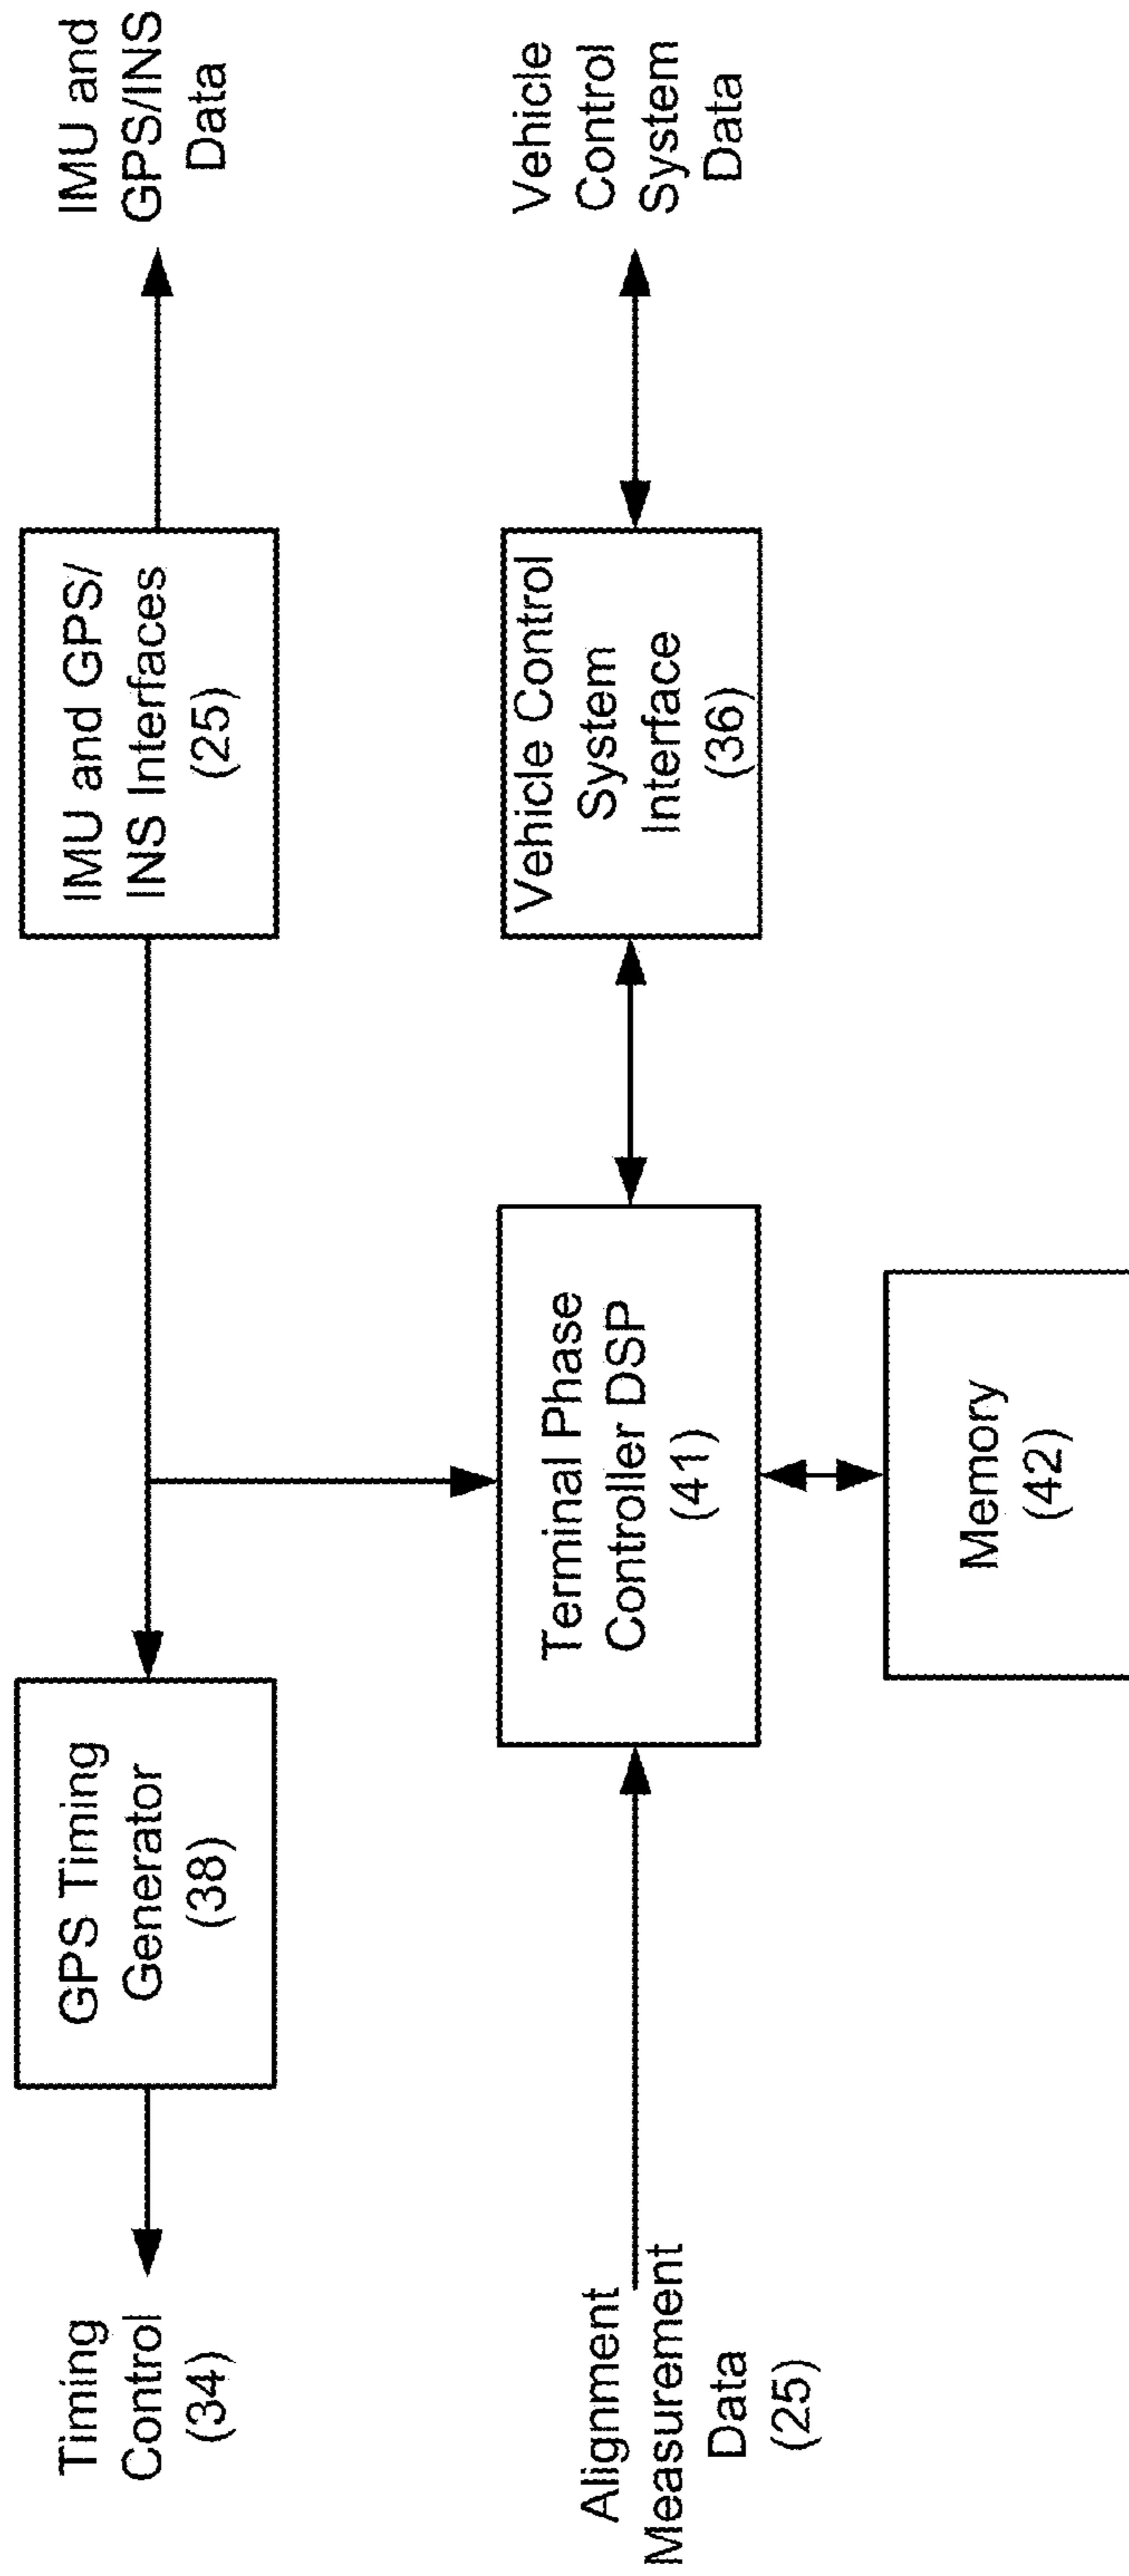 Timing
Control
(34)
GPS Timing
Generator
(38)
IMU and GPS/
INS Interfaces
(25)
IMU and
GPS/INS
Data
Alignment
Measurement
Data
(25)
Terminal Phase
Controller DSP
(41)
Vehicle Control
System
Interface
(36)
Vehicle
Control
System
Data
Memory
(42)